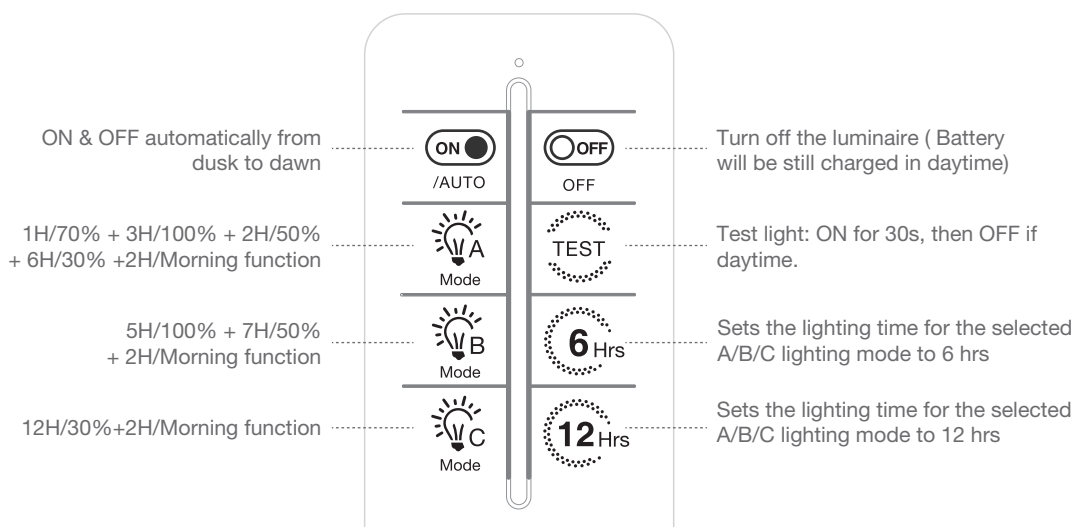 ON & OFF automatically from
dusk to dawn
ON
/AUTO
OFF
OFF
Turn off the luminaire ( Battery
will be still charged in daytime)
1H/70% + 3H/100% + 2H/50%
+ 6H/30% +2H/Morning function
A
Mode
TEST
Test light: ON for 30s, then OFF if
daytime.
5H/100% + 7H/50%
+ 2H/Morning function
B
Mode
6 Hrs
Sets the lighting time for the selected
A/B/C lighting mode to 6 hrs
12H/30%+2H/Morning function
C
Mode
12 Hrs
Sets the lighting time for the selected
A/B/C lighting mode to 12 hrs